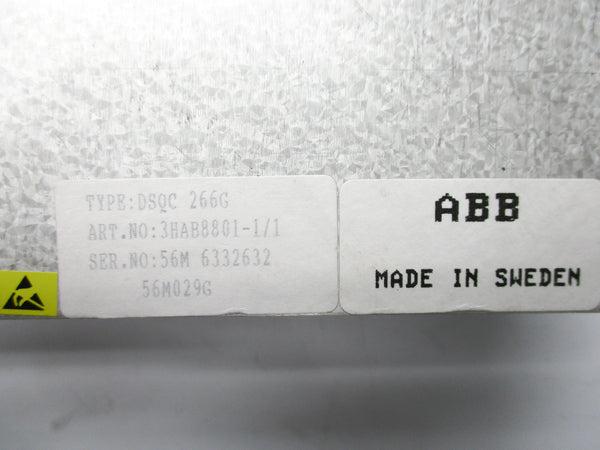 TYPE:DSQC 266G
ART.NO:3HAB8801-1/1
SER.NO:56M 6332632
56M029G
ABB
MADE IN SWEDEN